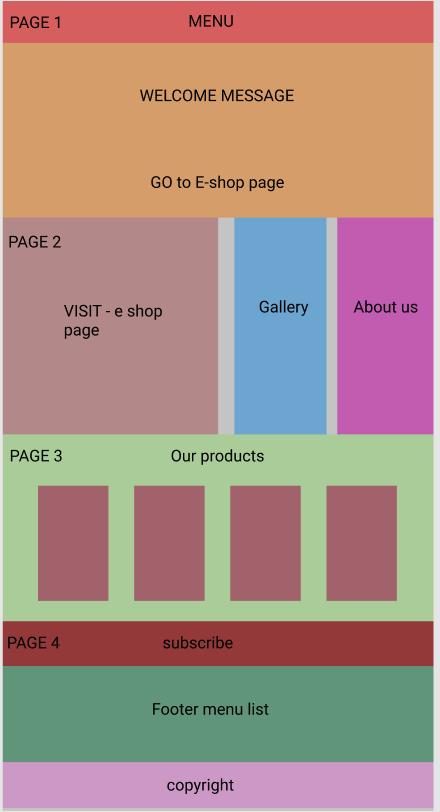 PAGE 1
MENU
WELCOME MESSAGE
GO to E-shop page
PAGE 2
VISIT - e shop
page
Gallery
About us
PAGE 3
Our products
PAGE 4
subscribe
Footer menu list
copyright